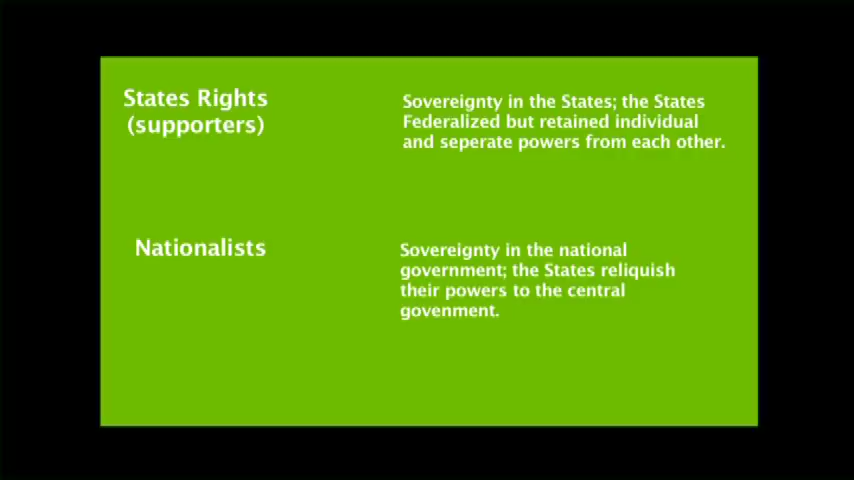 States Rights
(supporters)
Sovereignty in the States; the States
Federalized but retained individual
and seperate powers from each other.
Nationalists
Sovereignty in the national
government; the States reliquish
their powers to the central
govenment.